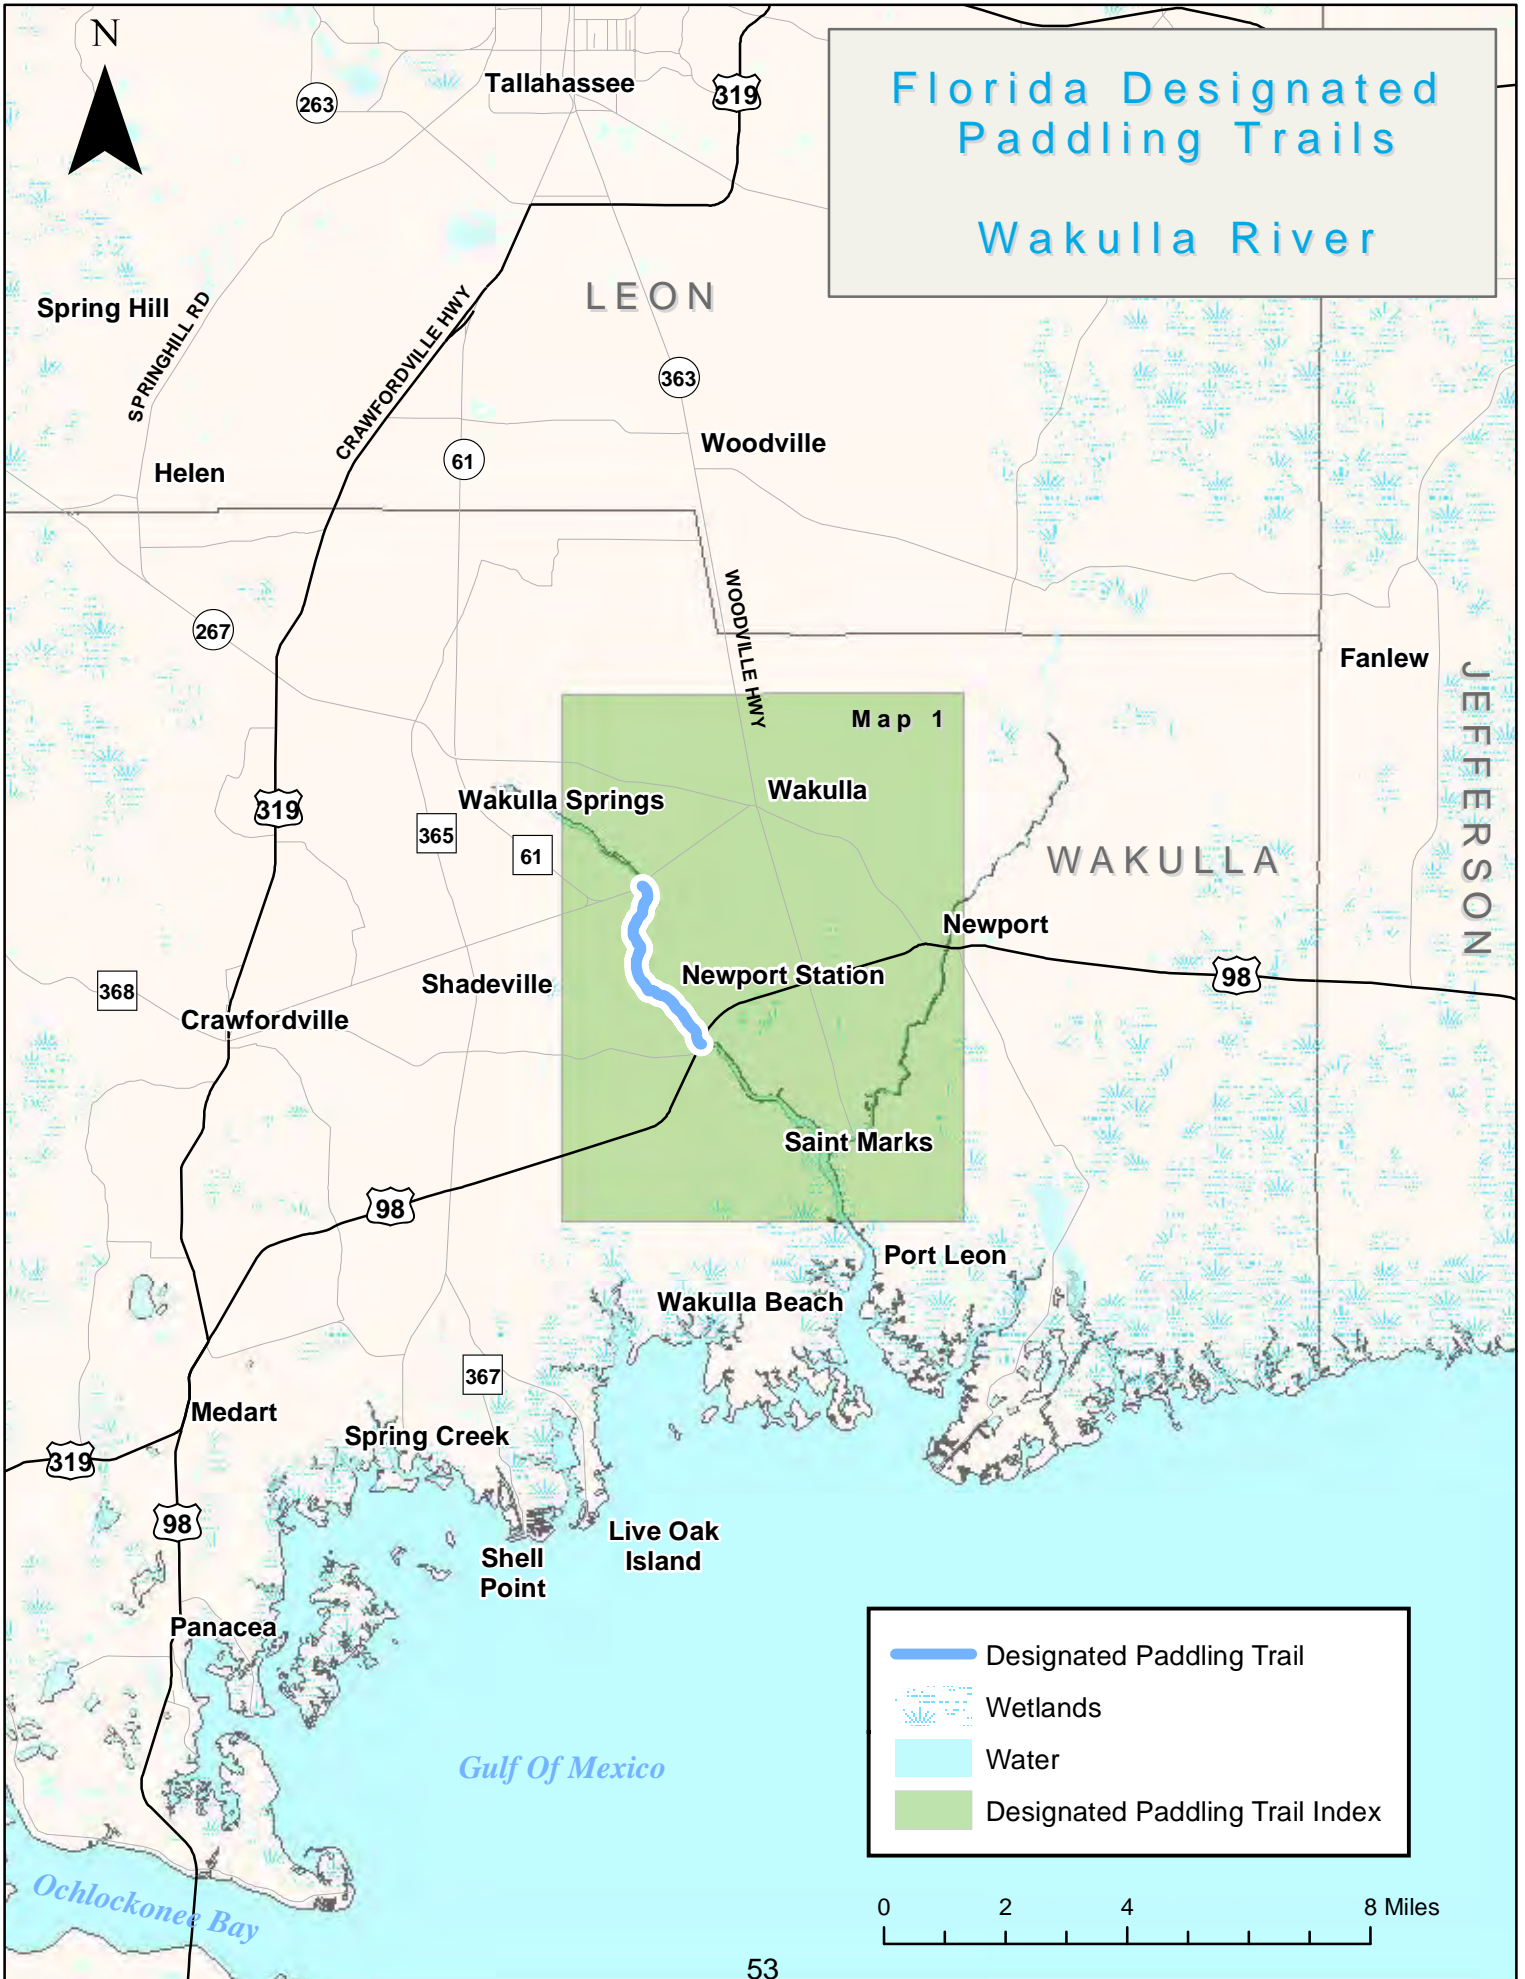 N
Florida Designated
Paddling Trails
Wakulla River
Tallahassee
263
319
Spring Hill
SPRINGHILL RD
CRAWFORDVILLE HWY
LEON
363
Woodville
61
Helen
WOODVILLE HWY
267
Fanlew
JEFFERSON
Map 1
Wakulla Springs
Wakulla
319
365
61
WAKULLA
Newport
Shadeville
Newport Station
98
368
Crawfordville
Saint Marks
98
Port Leon
Wakulla Beach
367
Medart
Spring Creek
319
98
Live Oak
Island
Shell
Point
Panacea
Designated Paddling Trail
Wetlands
Water
Designated Paddling Trail Index
Gulf Of Mexico
Ochlockonee Bay
0 2 4 8 Miles
53